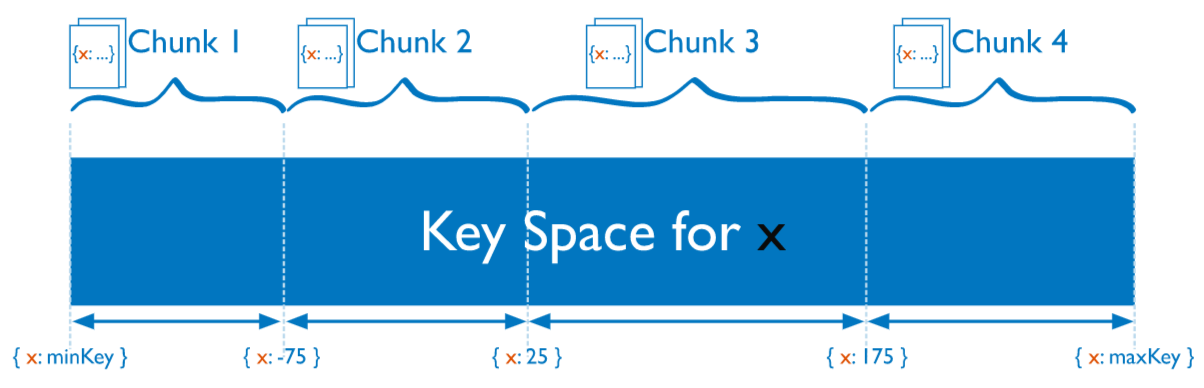 {x: ...} Chunk 1 {x: ...} Chunk 2 {x: ...} Chunk 3 {x: ...} Chunk 4
Key Space for x
{ x: minKey } { x: -75 } { x: 25 } { x: 175 } { x: maxKey }